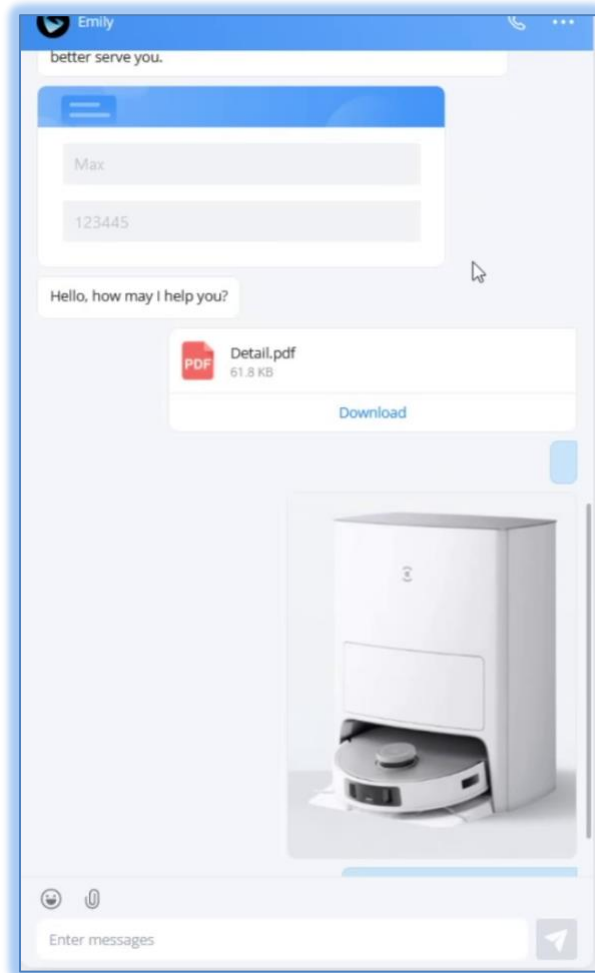 Emily
better serve you.
Max
123445
Hello, how may I help you?
PDF
Detail.pdf
61.8 KB
Download
Enter messages